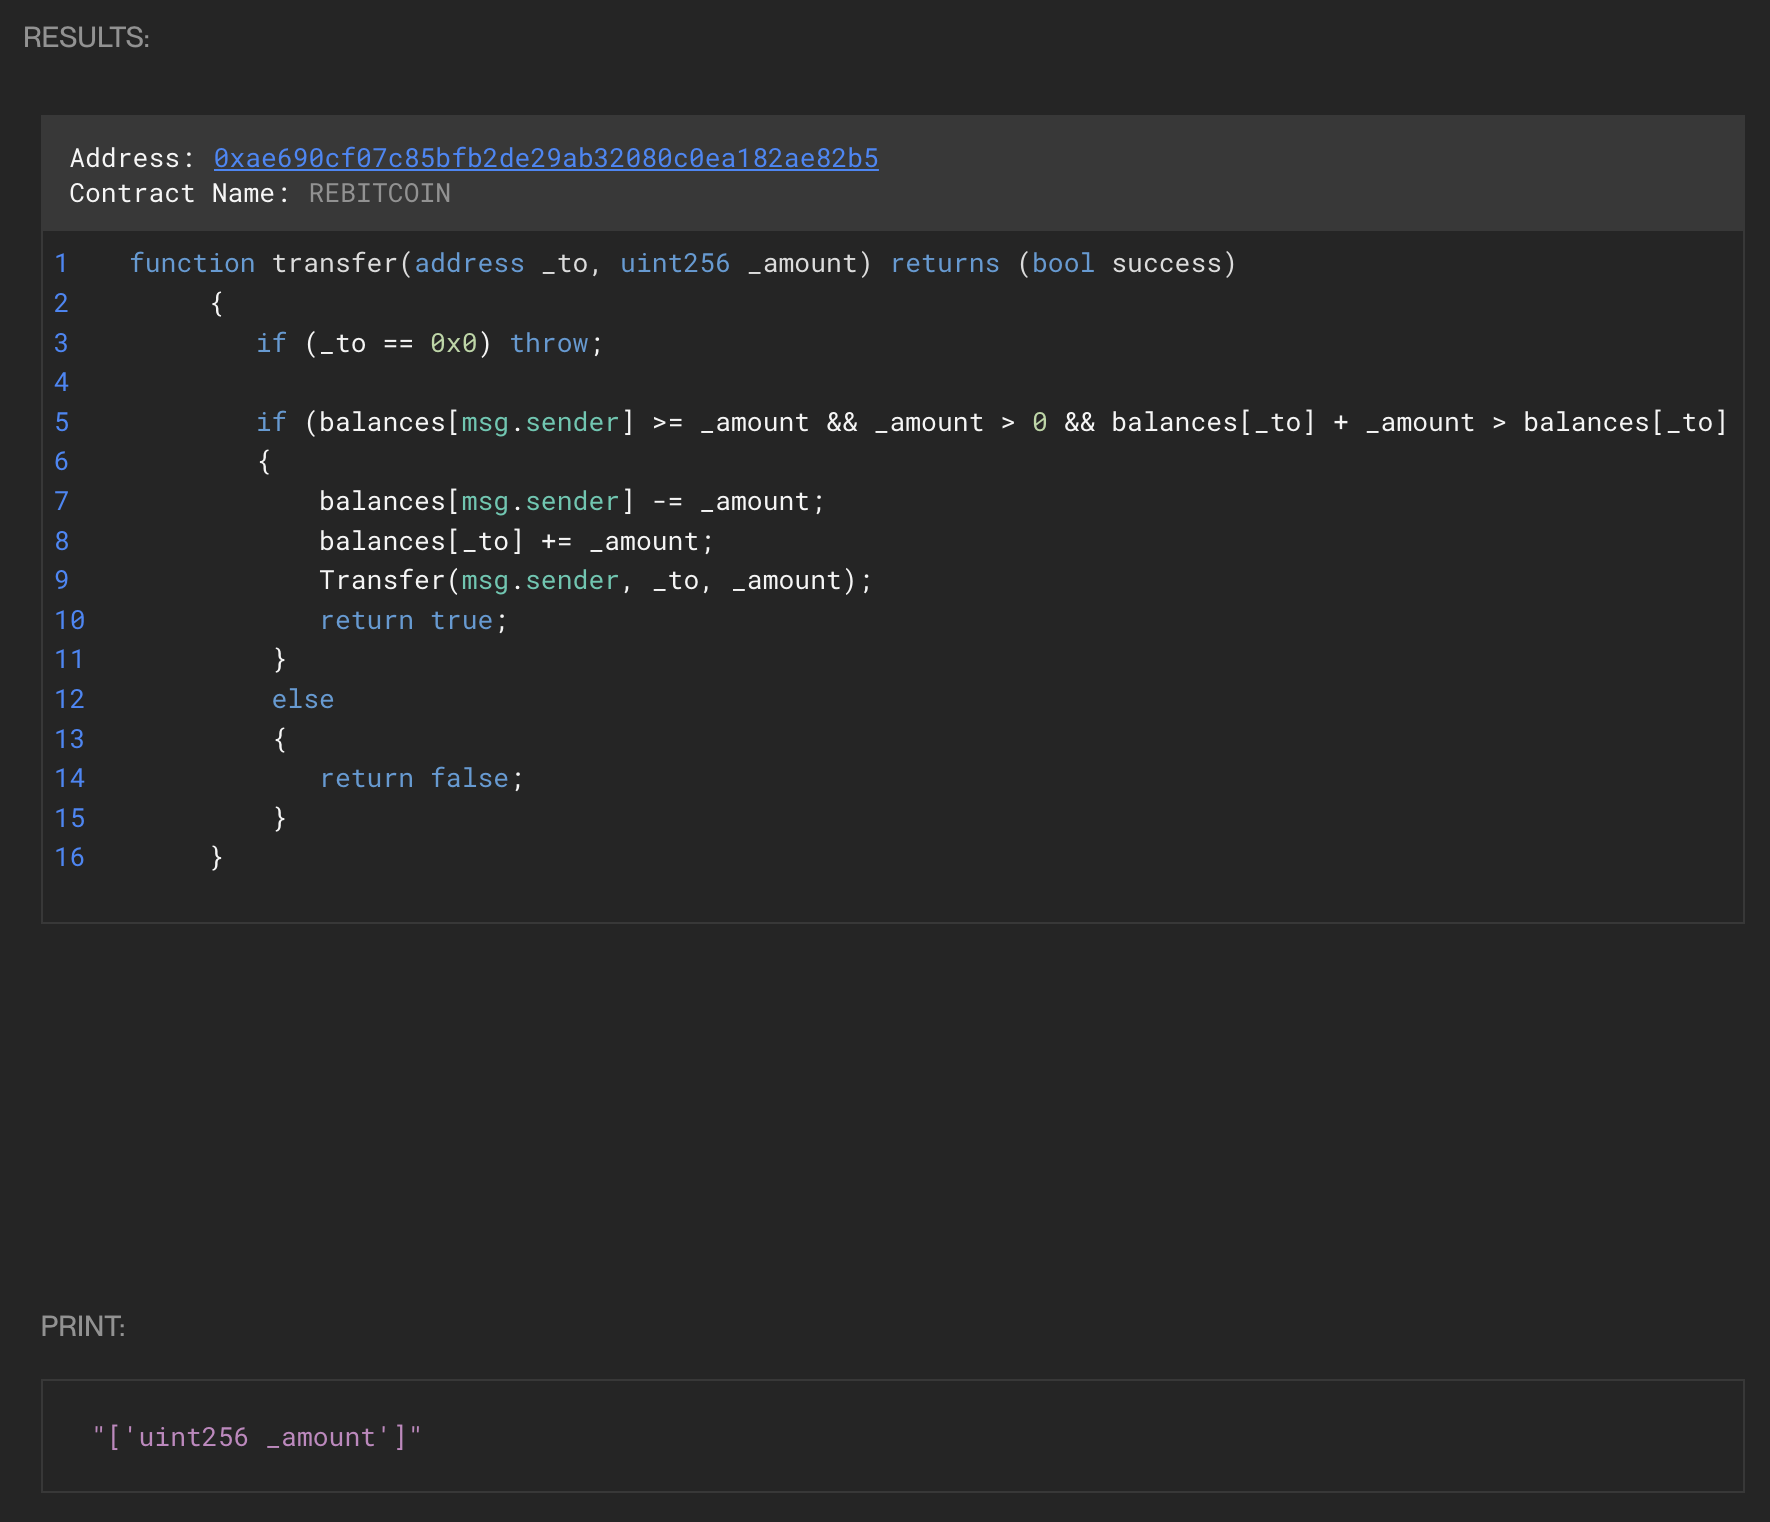 RESULTS:
Address: 0xae690cf07c85bfb2de29ab32080c0ea182ae82b5
Contract Name: REBITCOIN
1 function transfer(address _to, uint256 _amount) returns (bool success)
2 {
3 if (_to == 0x0) throw;
4
5 if (balances[msg.sender] >= _amount && _amount > 0 && balances[_to] + _amount > balances[_to]
6 {
7 balances[msg.sender] -= _amount;
8 balances[_to] += _amount;
9 Transfer(msg.sender, _to, _amount);
10 return true;
11 }
12 else
13 {
14 return false;
15 }
16 }
PRINT:
"['uint256 _amount']"